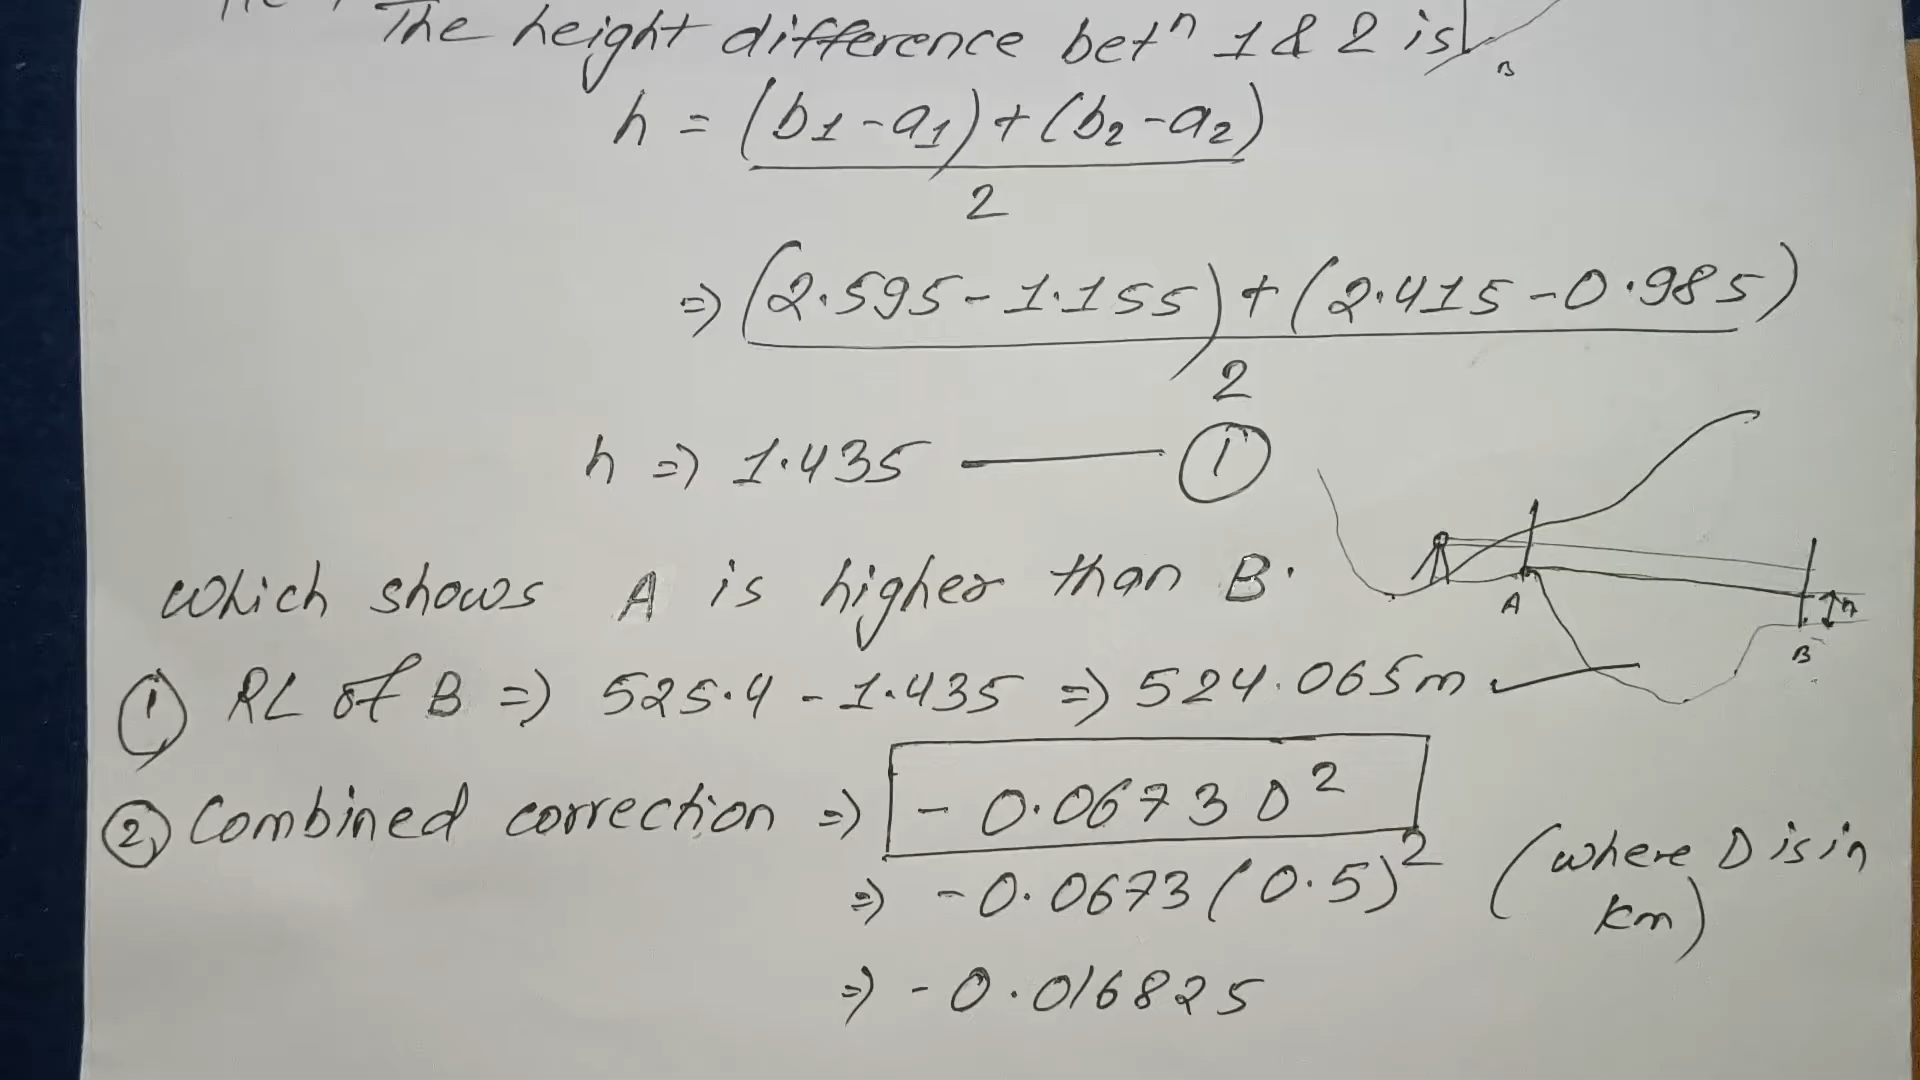 The height difference betⁿ 1 & 2 is
B
h = (b₁ - a₁) + (b₂ - a₂)
2
=> (2.595 - 1.155) + (2.415 - 0.985)
2
h => 1.435 ——— ①
which shows A is higher than B.
A
h
B
① RL of B => 525.4 - 1.435 => 524.065m
② Combined correction => - 0.0673 D²
=> - 0.0673 (0.5)² (where D is in km)
=> - 0.016825